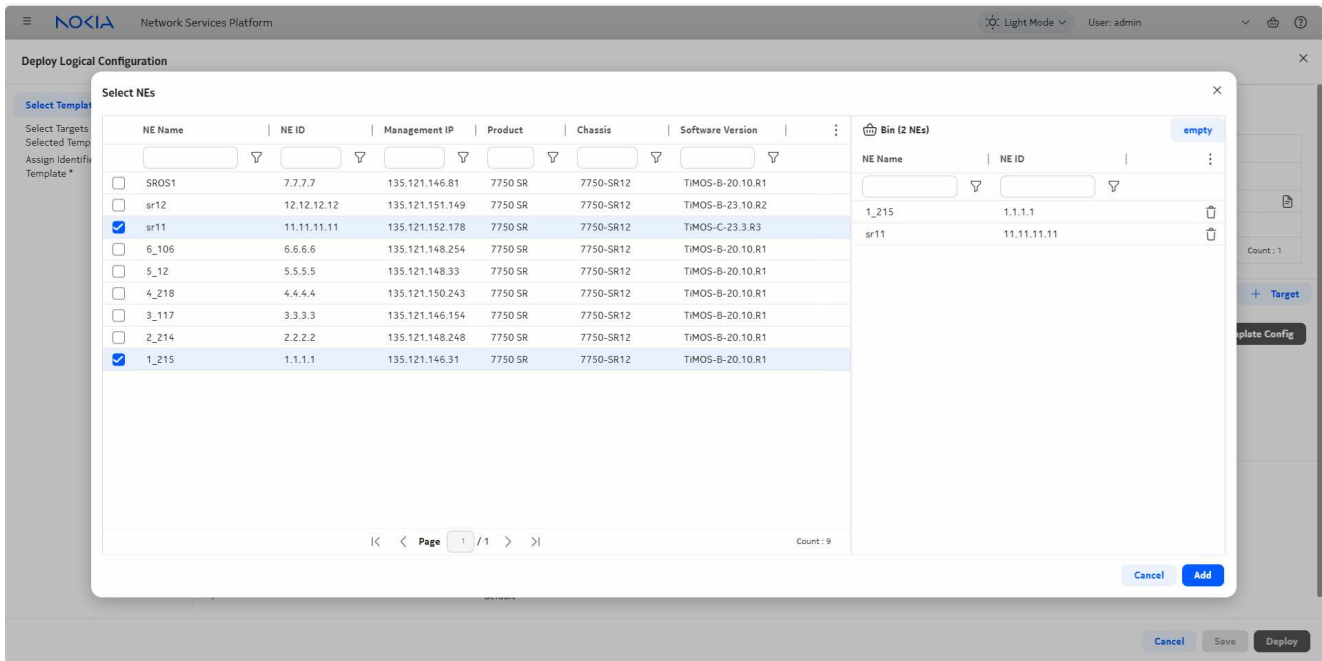 NOKIA Network Services Platform Light Mode User: admin
Deploy Logical Configuration
Select NEs
Select Templat
Select Targets
Selected Temp
Assign Identifie
Template *
NE Name NE ID Management IP Product Chassis Software Version
SROS1 7.7.7.7 135.121.146.81 7750 SR 7750-SR12 TiMOS-B-20.10.R1
sr12 12.12.12.12 135.121.151.149 7750 SR 7750-SR12 TiMOS-B-23.10.R2
sr11 11.11.11.11 135.121.152.178 7750 SR 7750-SR12 TiMOS-C-23.3.R3
6_106 6.6.6.6 135.121.148.254 7750 SR 7750-SR12 TiMOS-B-20.10.R1
5_12 5.5.5.5 135.121.148.33 7750 SR 7750-SR12 TiMOS-B-20.10.R1
4_218 4.4.4.4 135.121.150.243 7750 SR 7750-SR12 TiMOS-B-20.10.R1
3_117 3.3.3.3 135.121.146.154 7750 SR 7750-SR12 TiMOS-B-20.10.R1
2_214 2.2.2.2 135.121.148.248 7750 SR 7750-SR12 TiMOS-B-20.10.R1
1_215 1.1.1.1 135.121.146.31 7750 SR 7750-SR12 TiMOS-B-20.10.R1
Page 1 / 1 Count : 9
Bin (2 NEs) empty
NE Name NE ID
1_215 1.1.1.1
sr11 11.11.11.11
Count : 1
+ Target
mplate Config
Cancel Add
Cancel Save Deploy